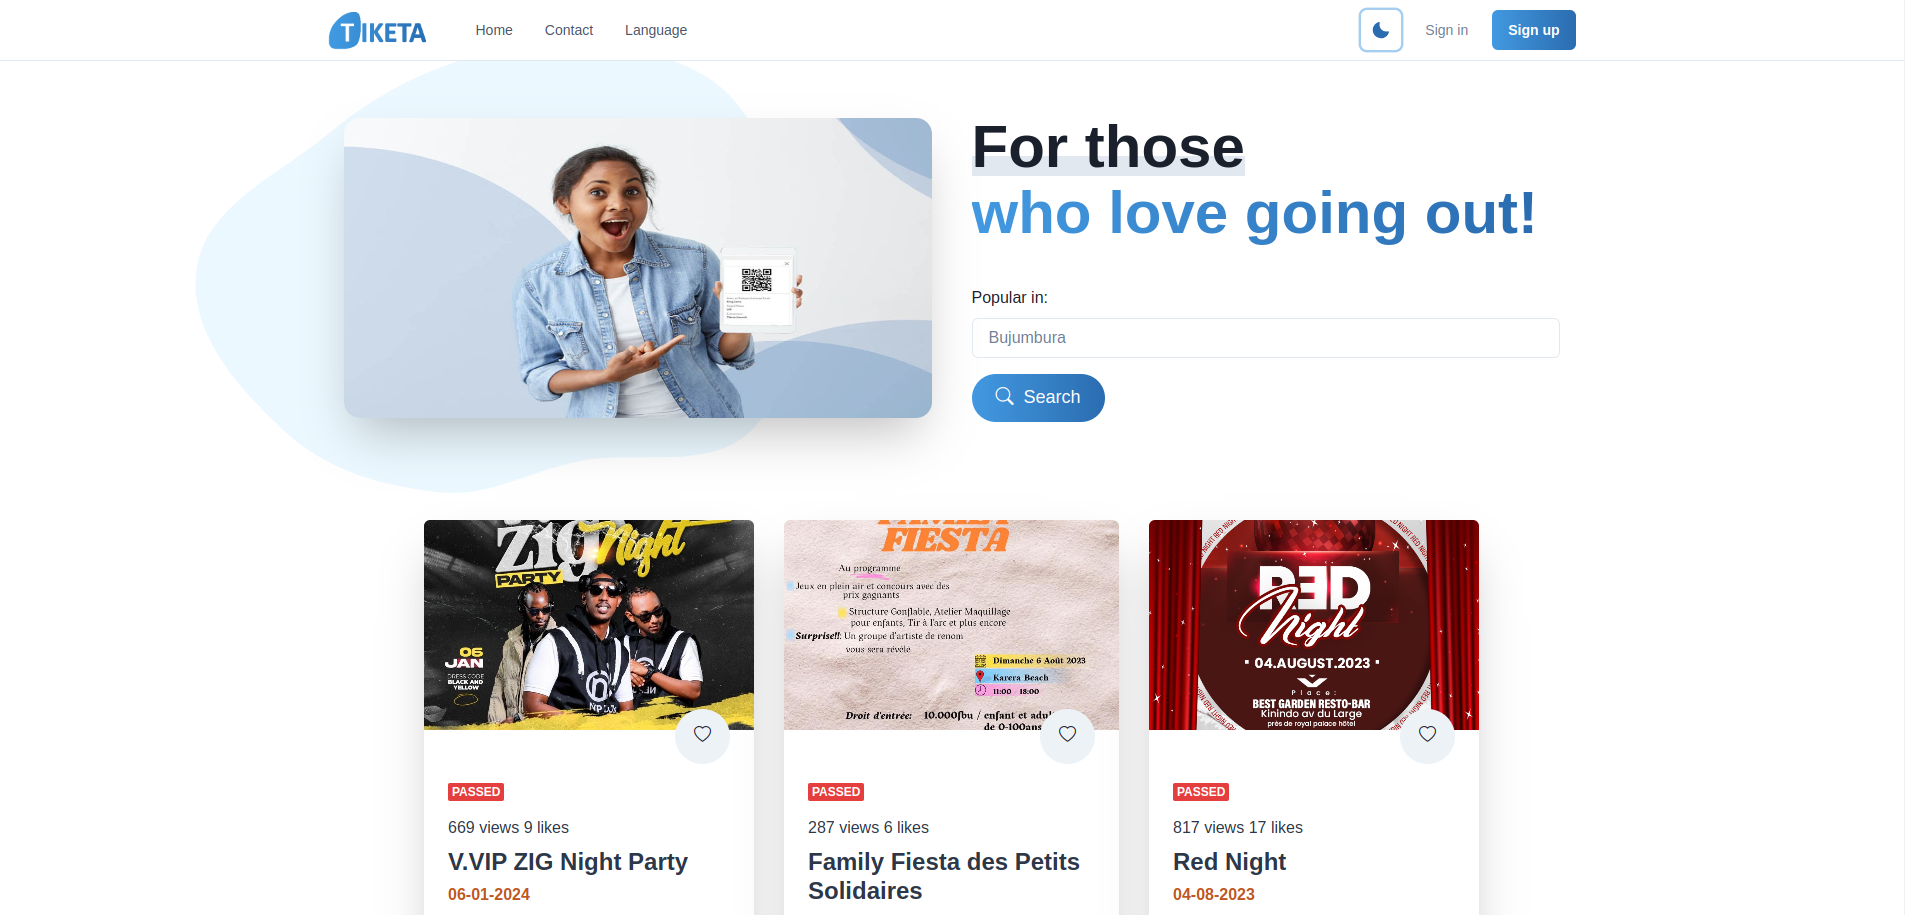 TIKETA
Home
Contact
Language
Sign in
Sign up
For those
who love going out!
Popular in:
Bujumbura
Search
zig Night
PARTY
06
JAN
DRESS CODE
BLACK AND
YELLOW
FIESTA
Au programme
Jeux en plein air et concours avec des
prix gagnants
Structure Gonflable, Atelier Maquillage
pour enfants, Tir à l'arc et plus encore
Surprise!!: Un groupe d'artiste de renom
vous sera révélé
Dimanche 6 Août 2023
Karera Beach
11:00 18:00
Droit d'entrée: 10.000fbu / enfant et
de 0-100ans
RED
Night
• 04.AUGUST.2023 •
Place:
BEST GARDEN RESTO-BAR
Kinindo av du Large
près de royal palace hôtel
PASSED
669 views 9 likes
V.VIP ZIG Night Party
06-01-2024
PASSED
287 views 6 likes
Family Fiesta des Petits
Solidaires
PASSED
817 views 17 likes
Red Night
04-08-2023